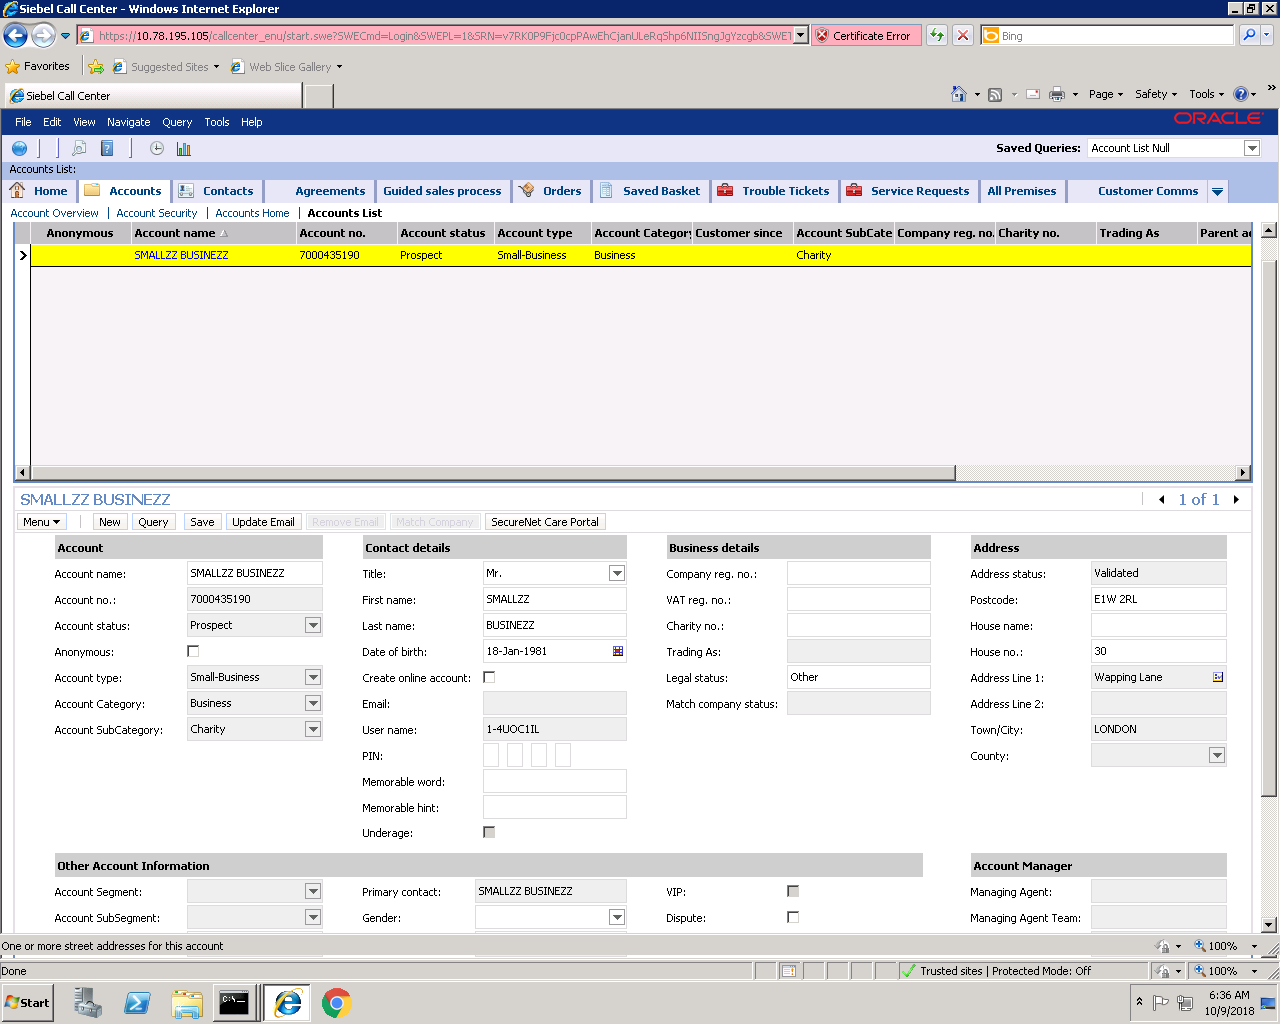 Siebel Call Center - Windows Internet Explorer
https://10.78.195.105/callcenter_enu/start.swe?SWECmd=Login&SWEPL=1&SRN=v7RK0P9Fjc0cpPAwEhCjanULeRqShp6NIISngJgYzcgb&SWET
Certificate Error
Bing
Favorites
Suggested Sites
Web Slice Gallery
Siebel Call Center
Page
Safety
Tools
File Edit View Navigate Query Tools Help
ORACLE
Saved Queries: Account List Null
Accounts List:
Home Accounts Contacts Agreements Guided sales process Orders Saved Basket Trouble Tickets Service Requests All Premises Customer Comms
Account Overview | Account Security | Accounts Home | Accounts List
Anonymous Account name Account no. Account status Account type Account Category Customer since Account SubCate Company reg. no. Charity no. Trading As Parent ac
SMALLZZ BUSINEZZ 7000435190 Prospect Small-Business Business Charity
SMALLZZ BUSINEZZ
1 of 1
Menu New Query Save Update Email Remove Email Match Company SecureNet Care Portal
Account Contact details Business details Address
Account name: SMALLZZ BUSINEZZ Title: Mr. Company reg. no.: Address status: Validated
Account no.: 7000435190 First name: SMALLZZ VAT reg. no.: Postcode: E1W 2RL
Account status: Prospect Last name: BUSINEZZ Charity no.: House name:
Anonymous: Date of birth: 18-Jan-1981 Trading As: House no.: 30
Account type: Small-Business Create online account: Legal status: Other Address Line 1: Wapping Lane
Account Category: Business Email: Match company status: Address Line 2:
Account SubCategory: Charity User name: 1-4UOC1IL Town/City: LONDON
PIN: County:
Memorable word:
Memorable hint:
Underage:
Other Account Information Account Manager
Account Segment: Primary contact: SMALLZZ BUSINEZZ VIP: Managing Agent:
Account SubSegment: Gender: Dispute: Managing Agent Team:
One or more street addresses for this account
100%
Done
Trusted sites | Protected Mode: Off
100%
Start
6:36 AM
10/9/2018